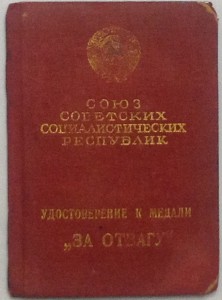 СОЮЗ
СОВЕТСКИХ
СОЦИАЛИСТИЧЕСКИХ
РЕСПУБЛИК
УДОСТОВЕРЕНИЕ К МЕДАЛИ
„ЗА ОТВАГУ"